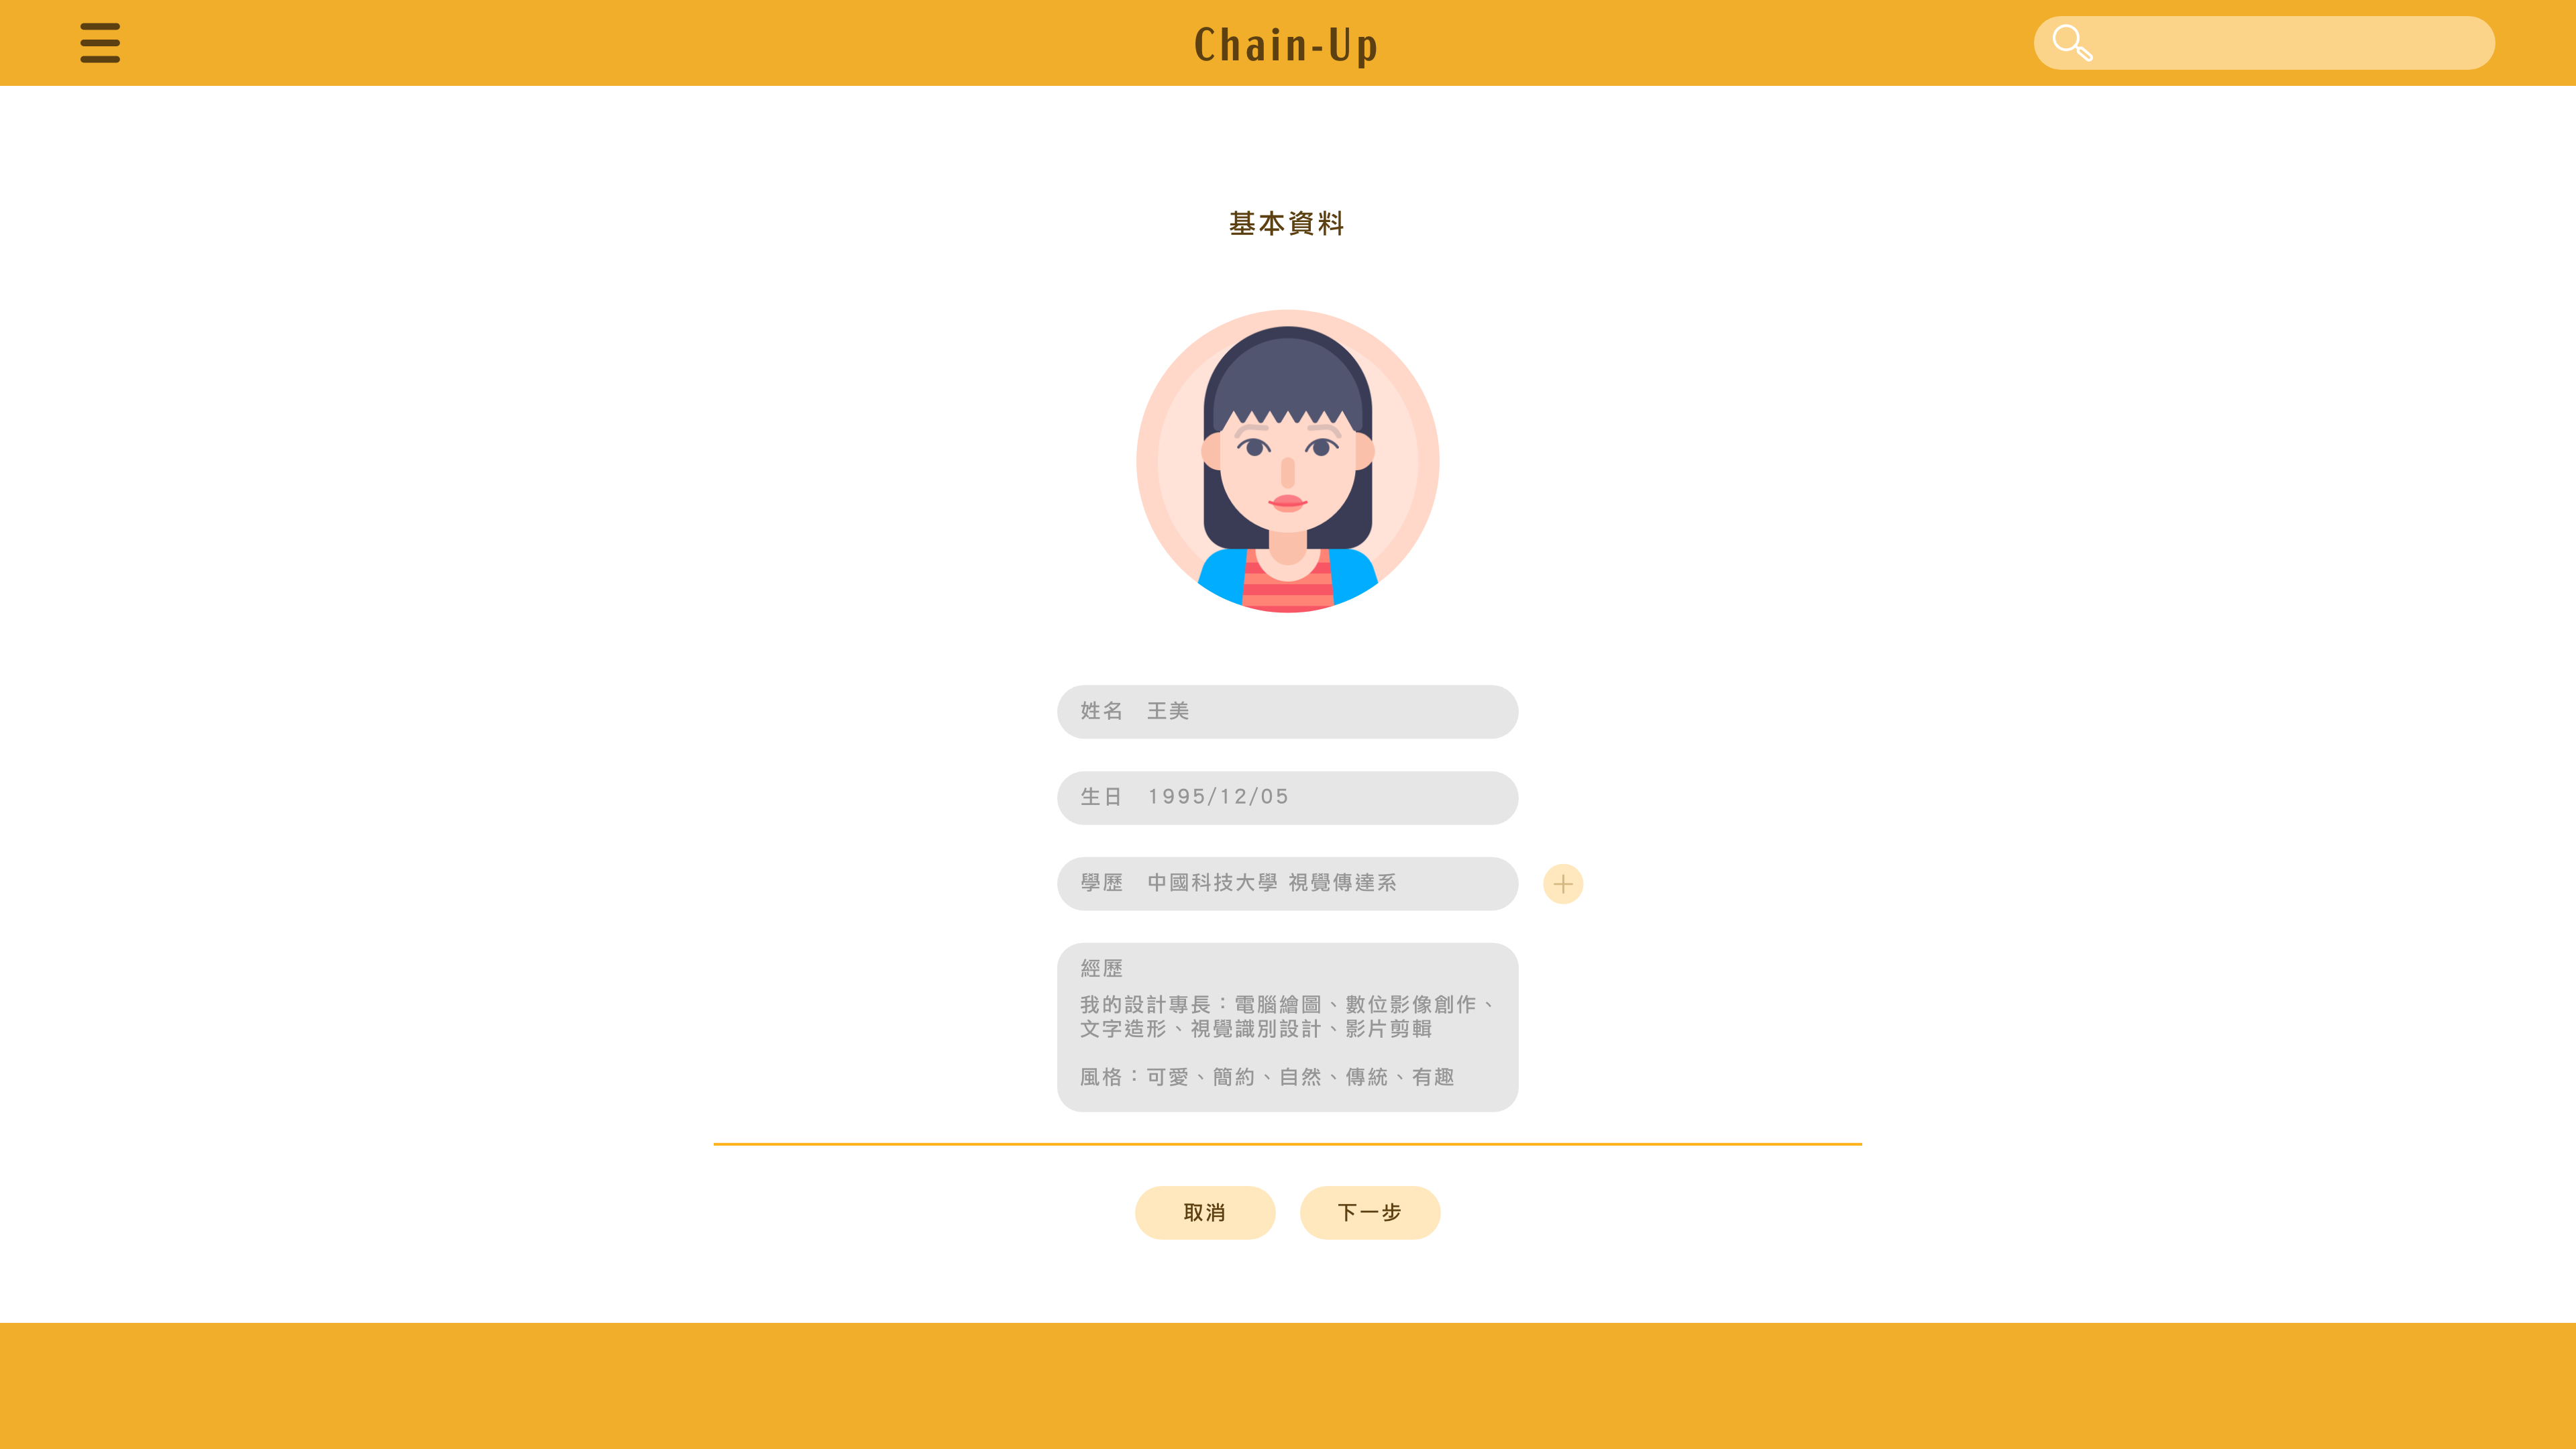 Chain-Up
基本資料
姓名 王美
生日 1995/12/05
學歷 中國科技大學 視覺傳達系
經歷
我的設計專長：電腦繪圖、數位影像創作、
文字造形、視覺識別設計、影片剪輯
風格：可愛、簡約、自然、傳統、有趣
取消 下一步